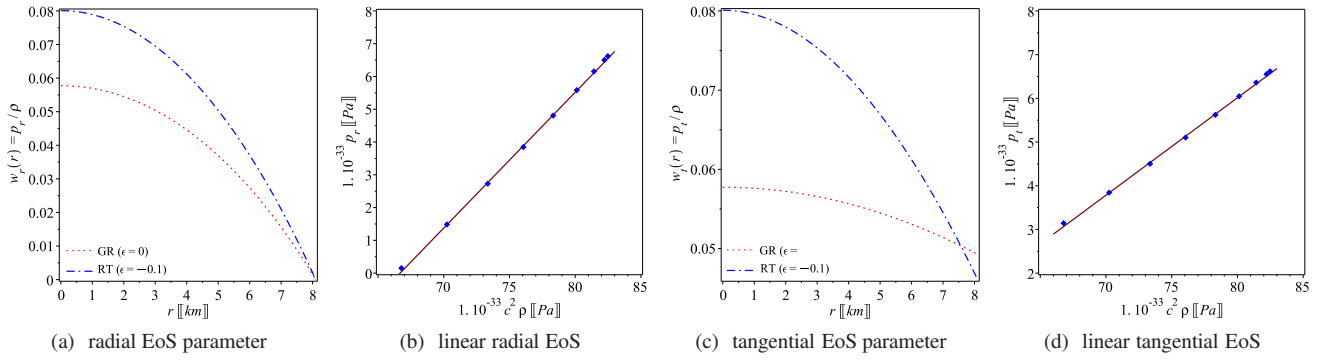 0.08
0.07
0.06
0.05
0.04
0.03
0.02
0.01
0
w_r(r) = p_r/ρ
GR (ϵ = 0)
RT (ϵ = −0.1)
0 1 2 3 4 5 6 7 8
r [[km]]
(a) radial EoS parameter
8
7
6
5
4
3
2
1
0
1. 10^-33 p_r [[Pa]]
70 75 80 85
1. 10^-33 c^2 ρ [[Pa]]
(b) linear radial EoS
0.08
0.07
0.06
0.05
w_t(r) = p_t/ρ
GR (ϵ =
RT (ϵ = −0.1)
0 1 2 3 4 5 6 7 8
r [[km]]
(c) tangential EoS parameter
8
7
6
5
4
3
2
1. 10^-33 p_t [[Pa]]
70 75 80 85
1. 10^-33 c^2 ρ [[Pa]]
(d) linear tangential EoS